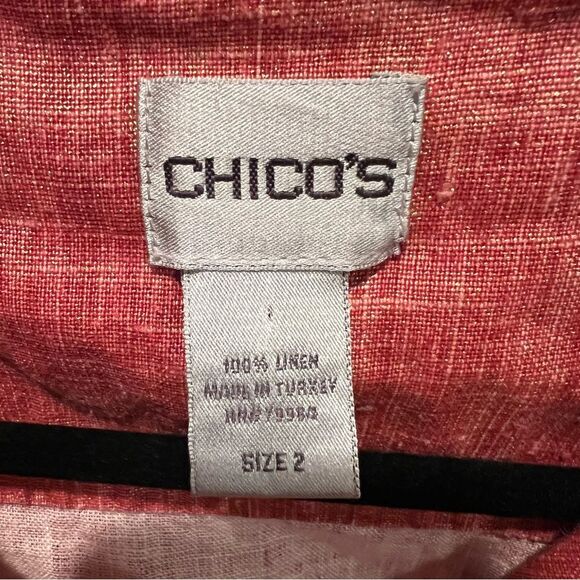 CHICO'S
100% LINEN
MADE IN TURKEY
SIZE 2